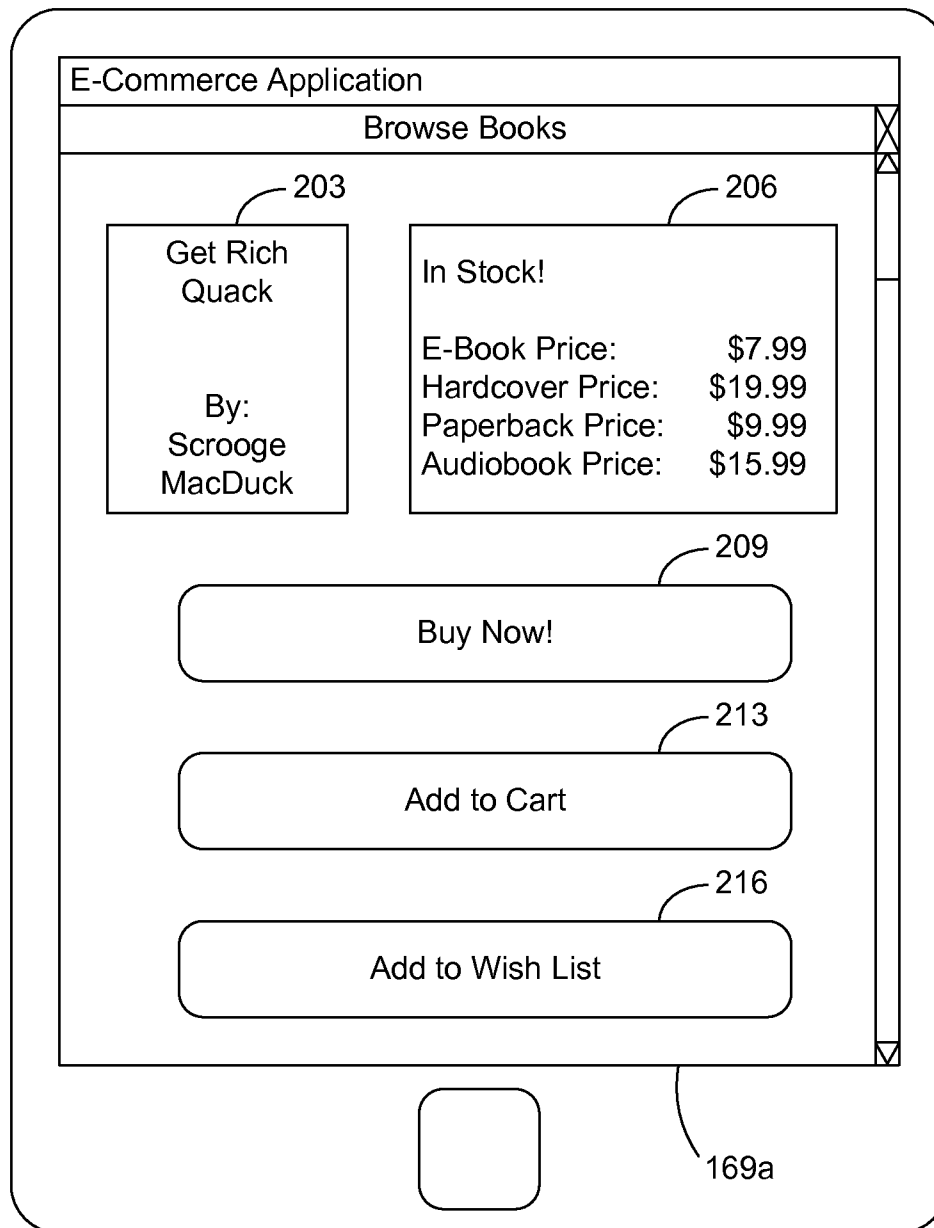 E-Commerce Application
Browse Books
203
206
Get Rich
Quack
By:
Scrooge
MacDuck
In Stock!
E-Book Price: $7.99
Hardcover Price: $19.99
Paperback Price: $9.99
Audiobook Price: $15.99
209
Buy Now!
213
Add to Cart
216
Add to Wish List
169a